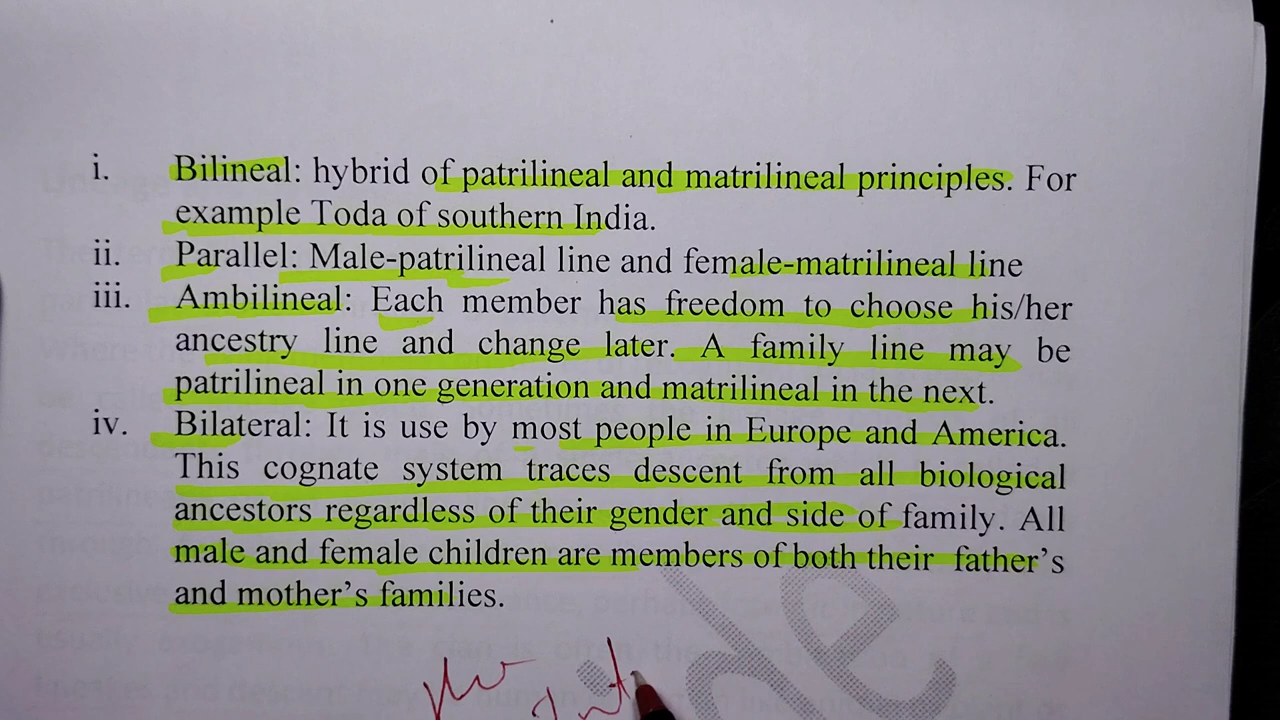 i. Bilineal: hybrid of patrilineal and matrilineal principles. For
example Toda of southern India.
ii. Parallel: Male-patrilineal line and female-matrilineal line
iii. Ambilineal: Each member has freedom to choose his/her
ancestry line and change later. A family line may be
patrilineal in one generation and matrilineal in the next.
iv. Bilateral: It is use by most people in Europe and America.
This cognate system traces descent from all biological
ancestors regardless of their gender and side of family. All
male and female children are members of both their father's
and mother's families.